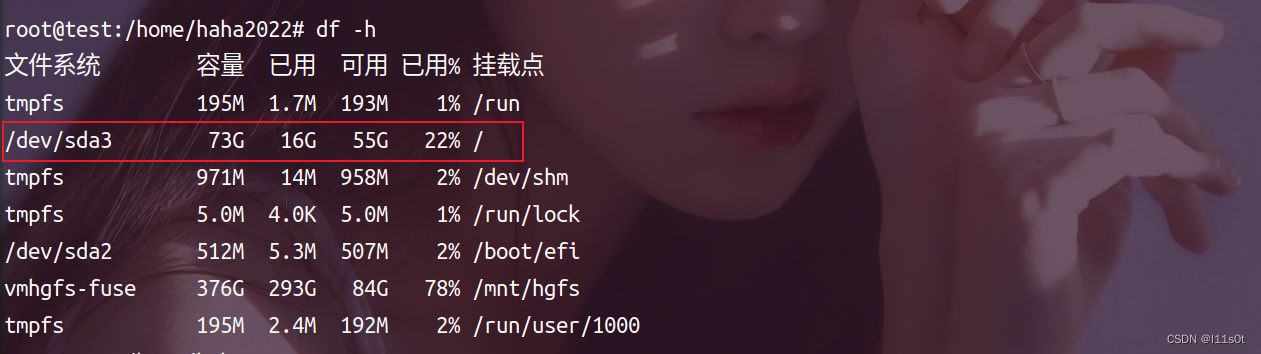 root@test:/home/haha2022# df -h
文件系统 容量 已用 可用 已用% 挂载点
tmpfs 195M 1.7M 193M 1% /run
/dev/sda3 73G 16G 55G 22% /
tmpfs 971M 14M 958M 2% /dev/shm
tmpfs 5.0M 4.0K 5.0M 1% /run/lock
/dev/sda2 512M 5.3M 507M 2% /boot/efi
vmhgfs-fuse 376G 293G 84G 78% /mnt/hgfs
tmpfs 195M 2.4M 192M 2% /run/user/1000
CSDN @l11s0t